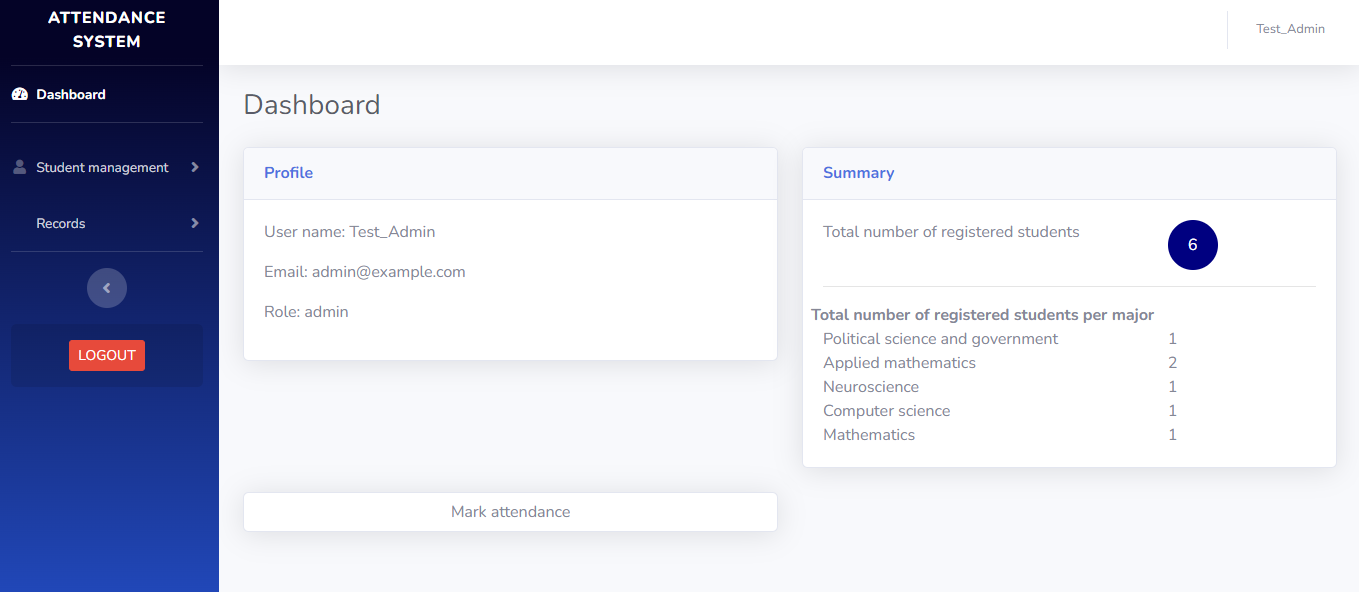 ATTENDANCE
SYSTEM
Dashboard
Student management
Records
LOGOUT
Test_Admin
Dashboard
Profile
User name: Test_Admin
Email: admin@example.com
Role: admin
Mark attendance
Summary
Total number of registered students 6
Total number of registered students per major
Political science and government 1
Applied mathematics 2
Neuroscience 1
Computer science 1
Mathematics 1